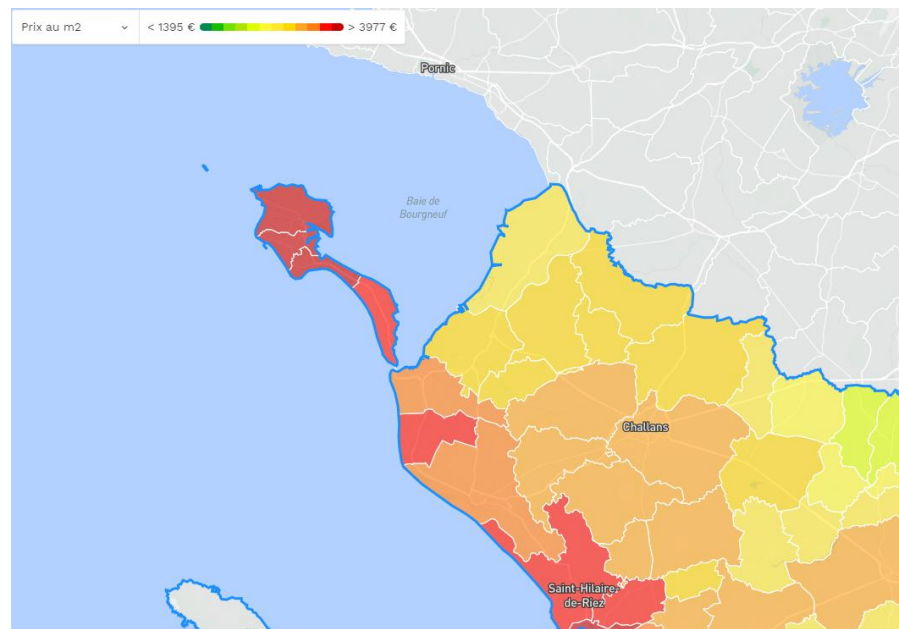 Prix au m2
< 1395 €
> 3977 €
Pornic
Baie de
Bourgneuf
Challans
Saint-Hilaire-
de-Riez